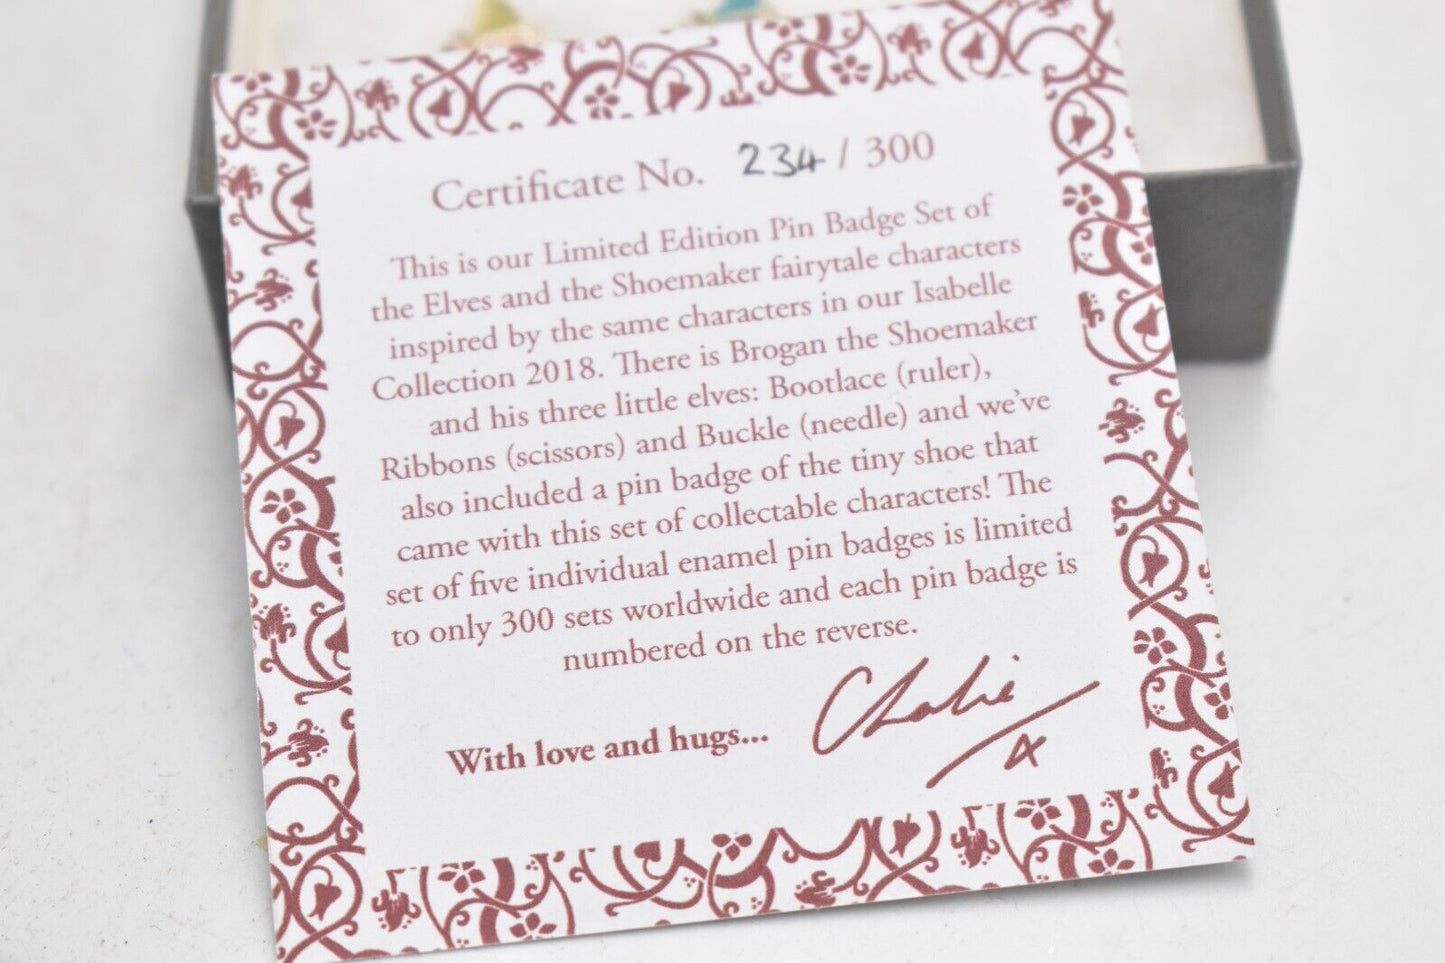 Certificate No. 234 / 300
This is our Limited Edition Pin Badge Set of
the Elves and the Shoemaker fairytale characters
inspired by the same characters in our Isabelle
Collection 2018. There is Brogan the Shoemaker
and his three little elves: Bootlace (ruler),
Ribbons (scissors) and Buckle (needle) and we've
also included a pin badge of the tiny shoe that
came with this set of collectable characters! The
set of five individual enamel pin badges is limited
to only 300 sets worldwide and each pin badge is
numbered on the reverse.
With love and hugs... Charlie